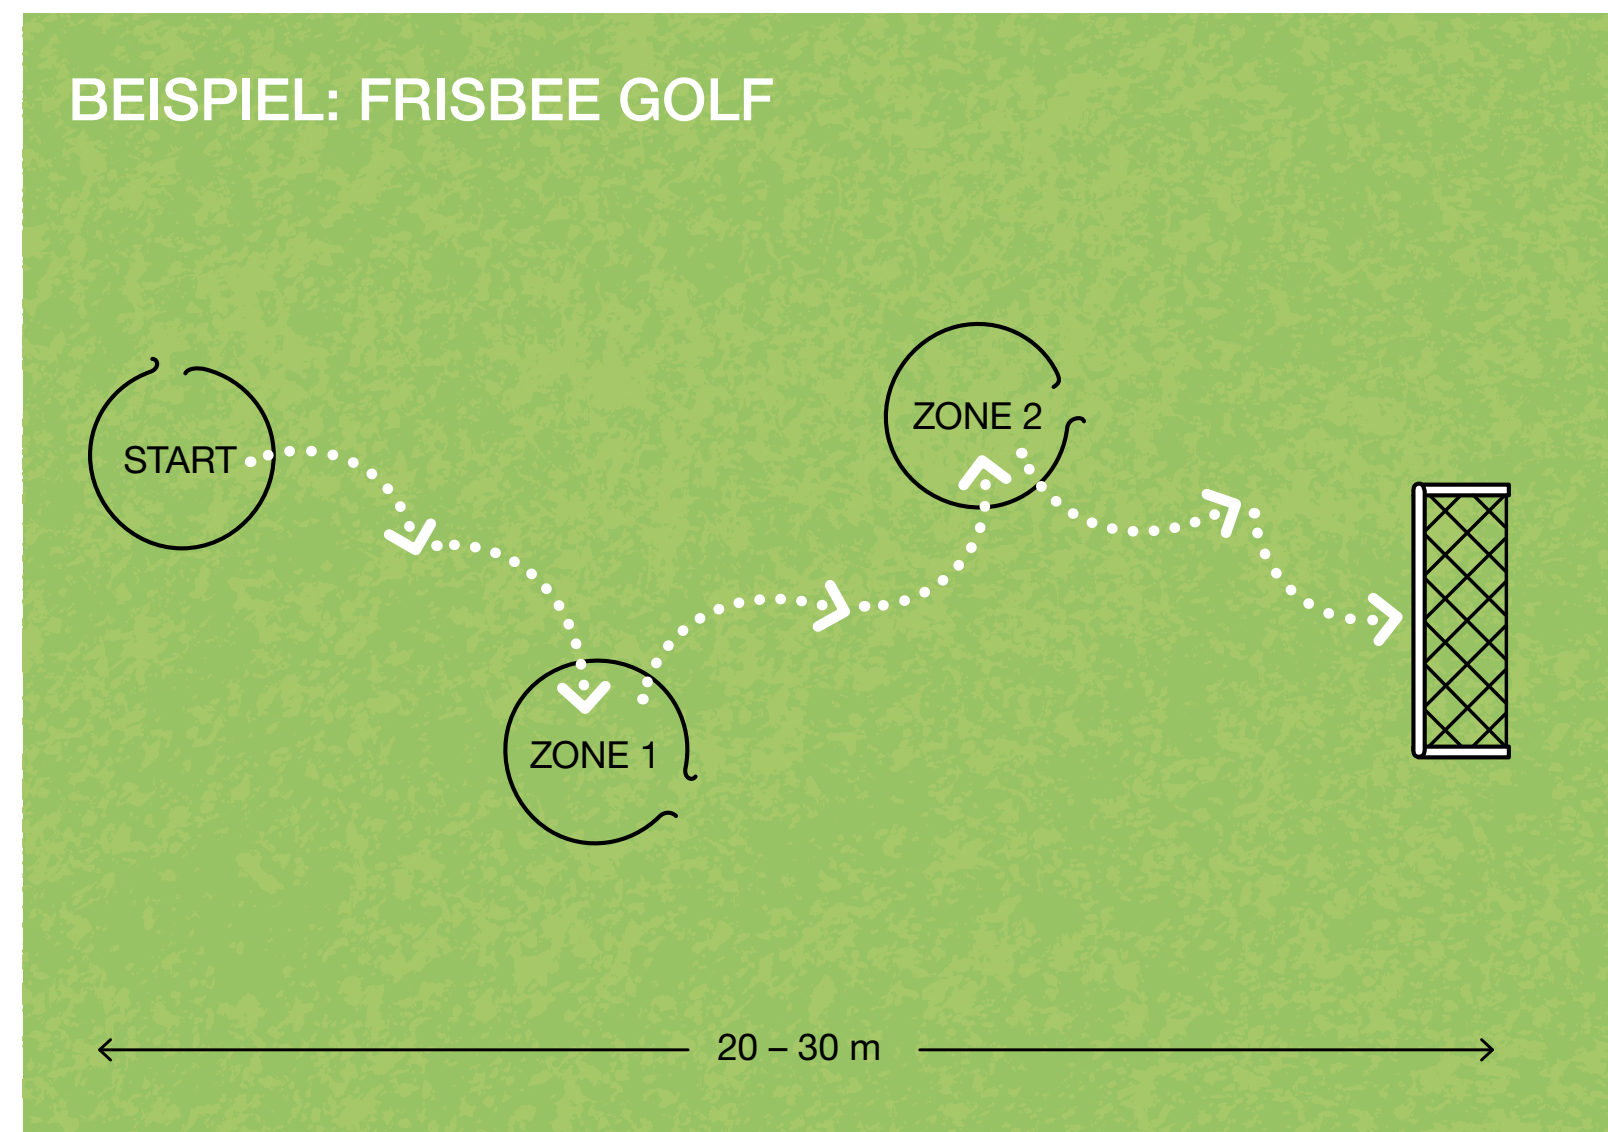 BEISPIEL: FRISBEE GOLF
ZONE 2
START
ZONE 1
20 – 30 m